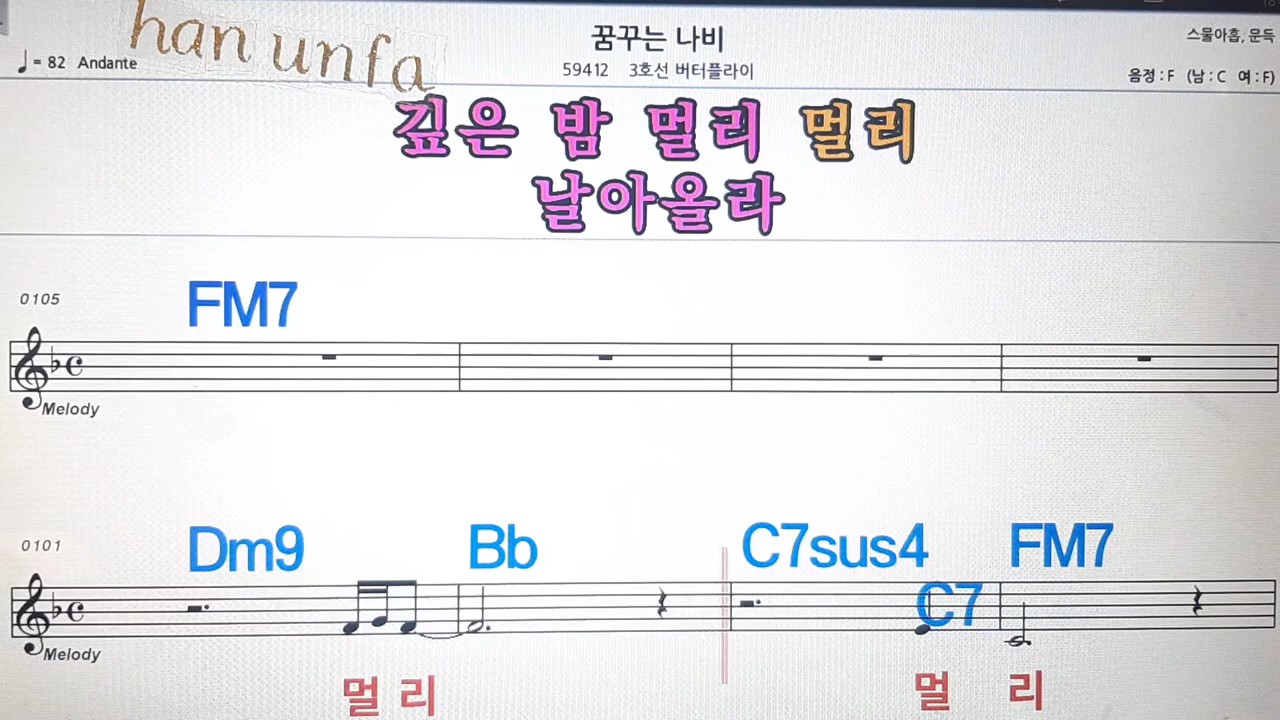 han unfa
꿈꾸는 나비
스물아홉, 문득
♩= 82 Andante
59412 3호선 버터플라이
음정 : F (남 : C 여 : F)
깊은 밤 멀리 멀리
날아올라
0105
FM7
Melody
0101
Dm9 Bb C7sus4 C7 FM7
Melody
멀 리 멀 리